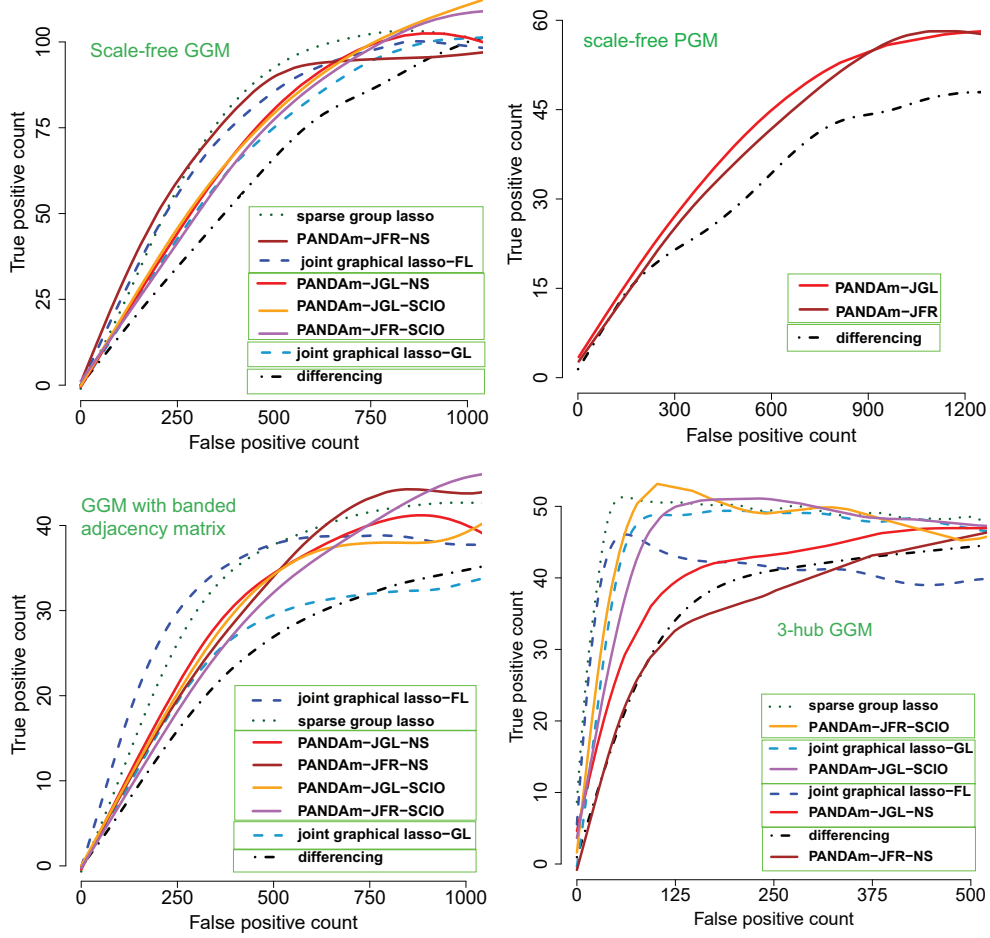 Scale-free GGM
True positive count
100
75
50
25
0
sparse group lasso
PANDAm-JFR-NS
joint graphical lasso-FL
PANDAm-JGL-NS
PANDAm-JGL-SCIO
PANDAm-JFR-SCIO
joint graphical lasso-GL
differencing
0 250 500 750 1000
False positive count
scale-free PGM
True positive count
60
45
30
15
0
PANDAm-JGL
PANDAm-JFR
differencing
0 300 600 900 1200
False positive count
GGM with banded
adjacency matrix
True positive count
40
30
20
10
0
joint graphical lasso-FL
sparse group lasso
PANDAm-JGL-NS
PANDAm-JFR-NS
PANDAm-JGL-SCIO
PANDAm-JFR-SCIO
joint graphical lasso-GL
differencing
0 250 500 750 1000
False positive count
3-hub GGM
True positive count
50
40
30
20
10
0
sparse group lasso
PANDAm-JFR-SCIO
joint graphical lasso-GL
PANDAm-JGL-SCIO
joint graphical lasso-FL
PANDAm-JGL-NS
differencing
PANDAm-JFR-NS
0 125 250 375 500
False positive count